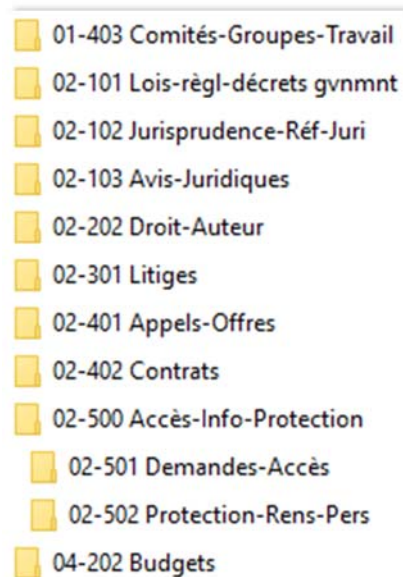 01-403 Comités-Groupes-Travail
02-101 Lois-règl-décrets gvnmnt
02-102 Jurisprudence-Réf-Juri
02-103 Avis-Juridiques
02-202 Droit-Auteur
02-301 Litiges
02-401 Appels-Offres
02-402 Contrats
02-500 Accès-Info-Protection
02-501 Demandes-Accès
02-502 Protection-Rens-Pers
04-202 Budgets